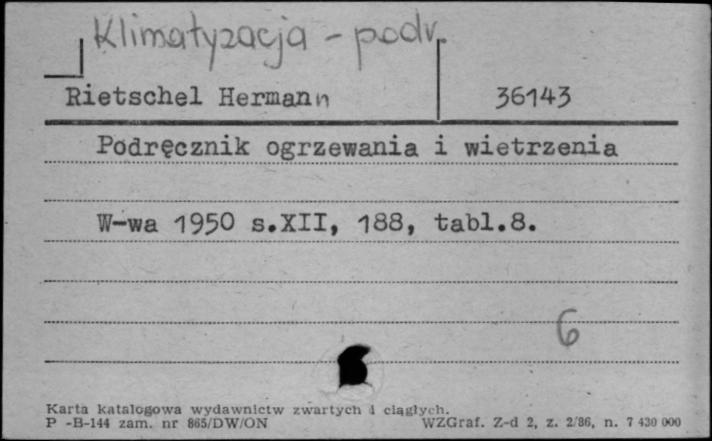 Klimatyzacja - podr.
Rietschel Hermann 36143
Podręcznik ogrzewania i wietrzenia
W-wa 1950 s.XII, 188, tabl.8.
6
Karta katalogowa wydawnictw zwartych i ciągłych.
P -B-144 zam. nr 865/DW/ON WZGraf. Z-d 2, z. 2/86, n. 7 430 000